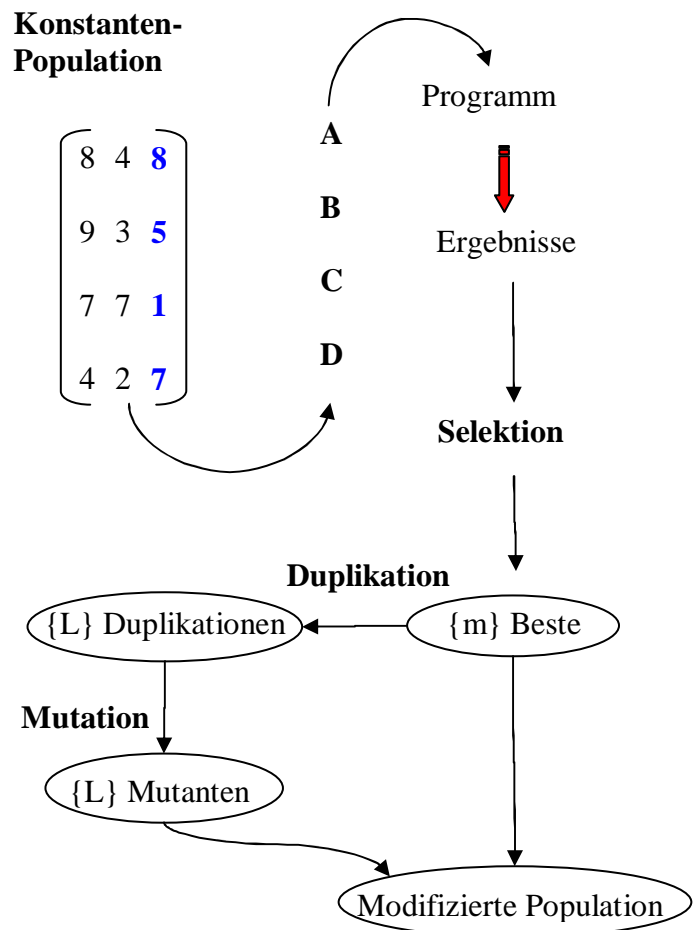 Konstanten-
Population
Programm
A
8 4 8
B
9 3 5
Ergebnisse
C
7 7 1
D
4 2 7
Selektion
Duplikation
{L} Duplikationen
{m} Beste
Mutation
{L} Mutanten
Modifizierte Population